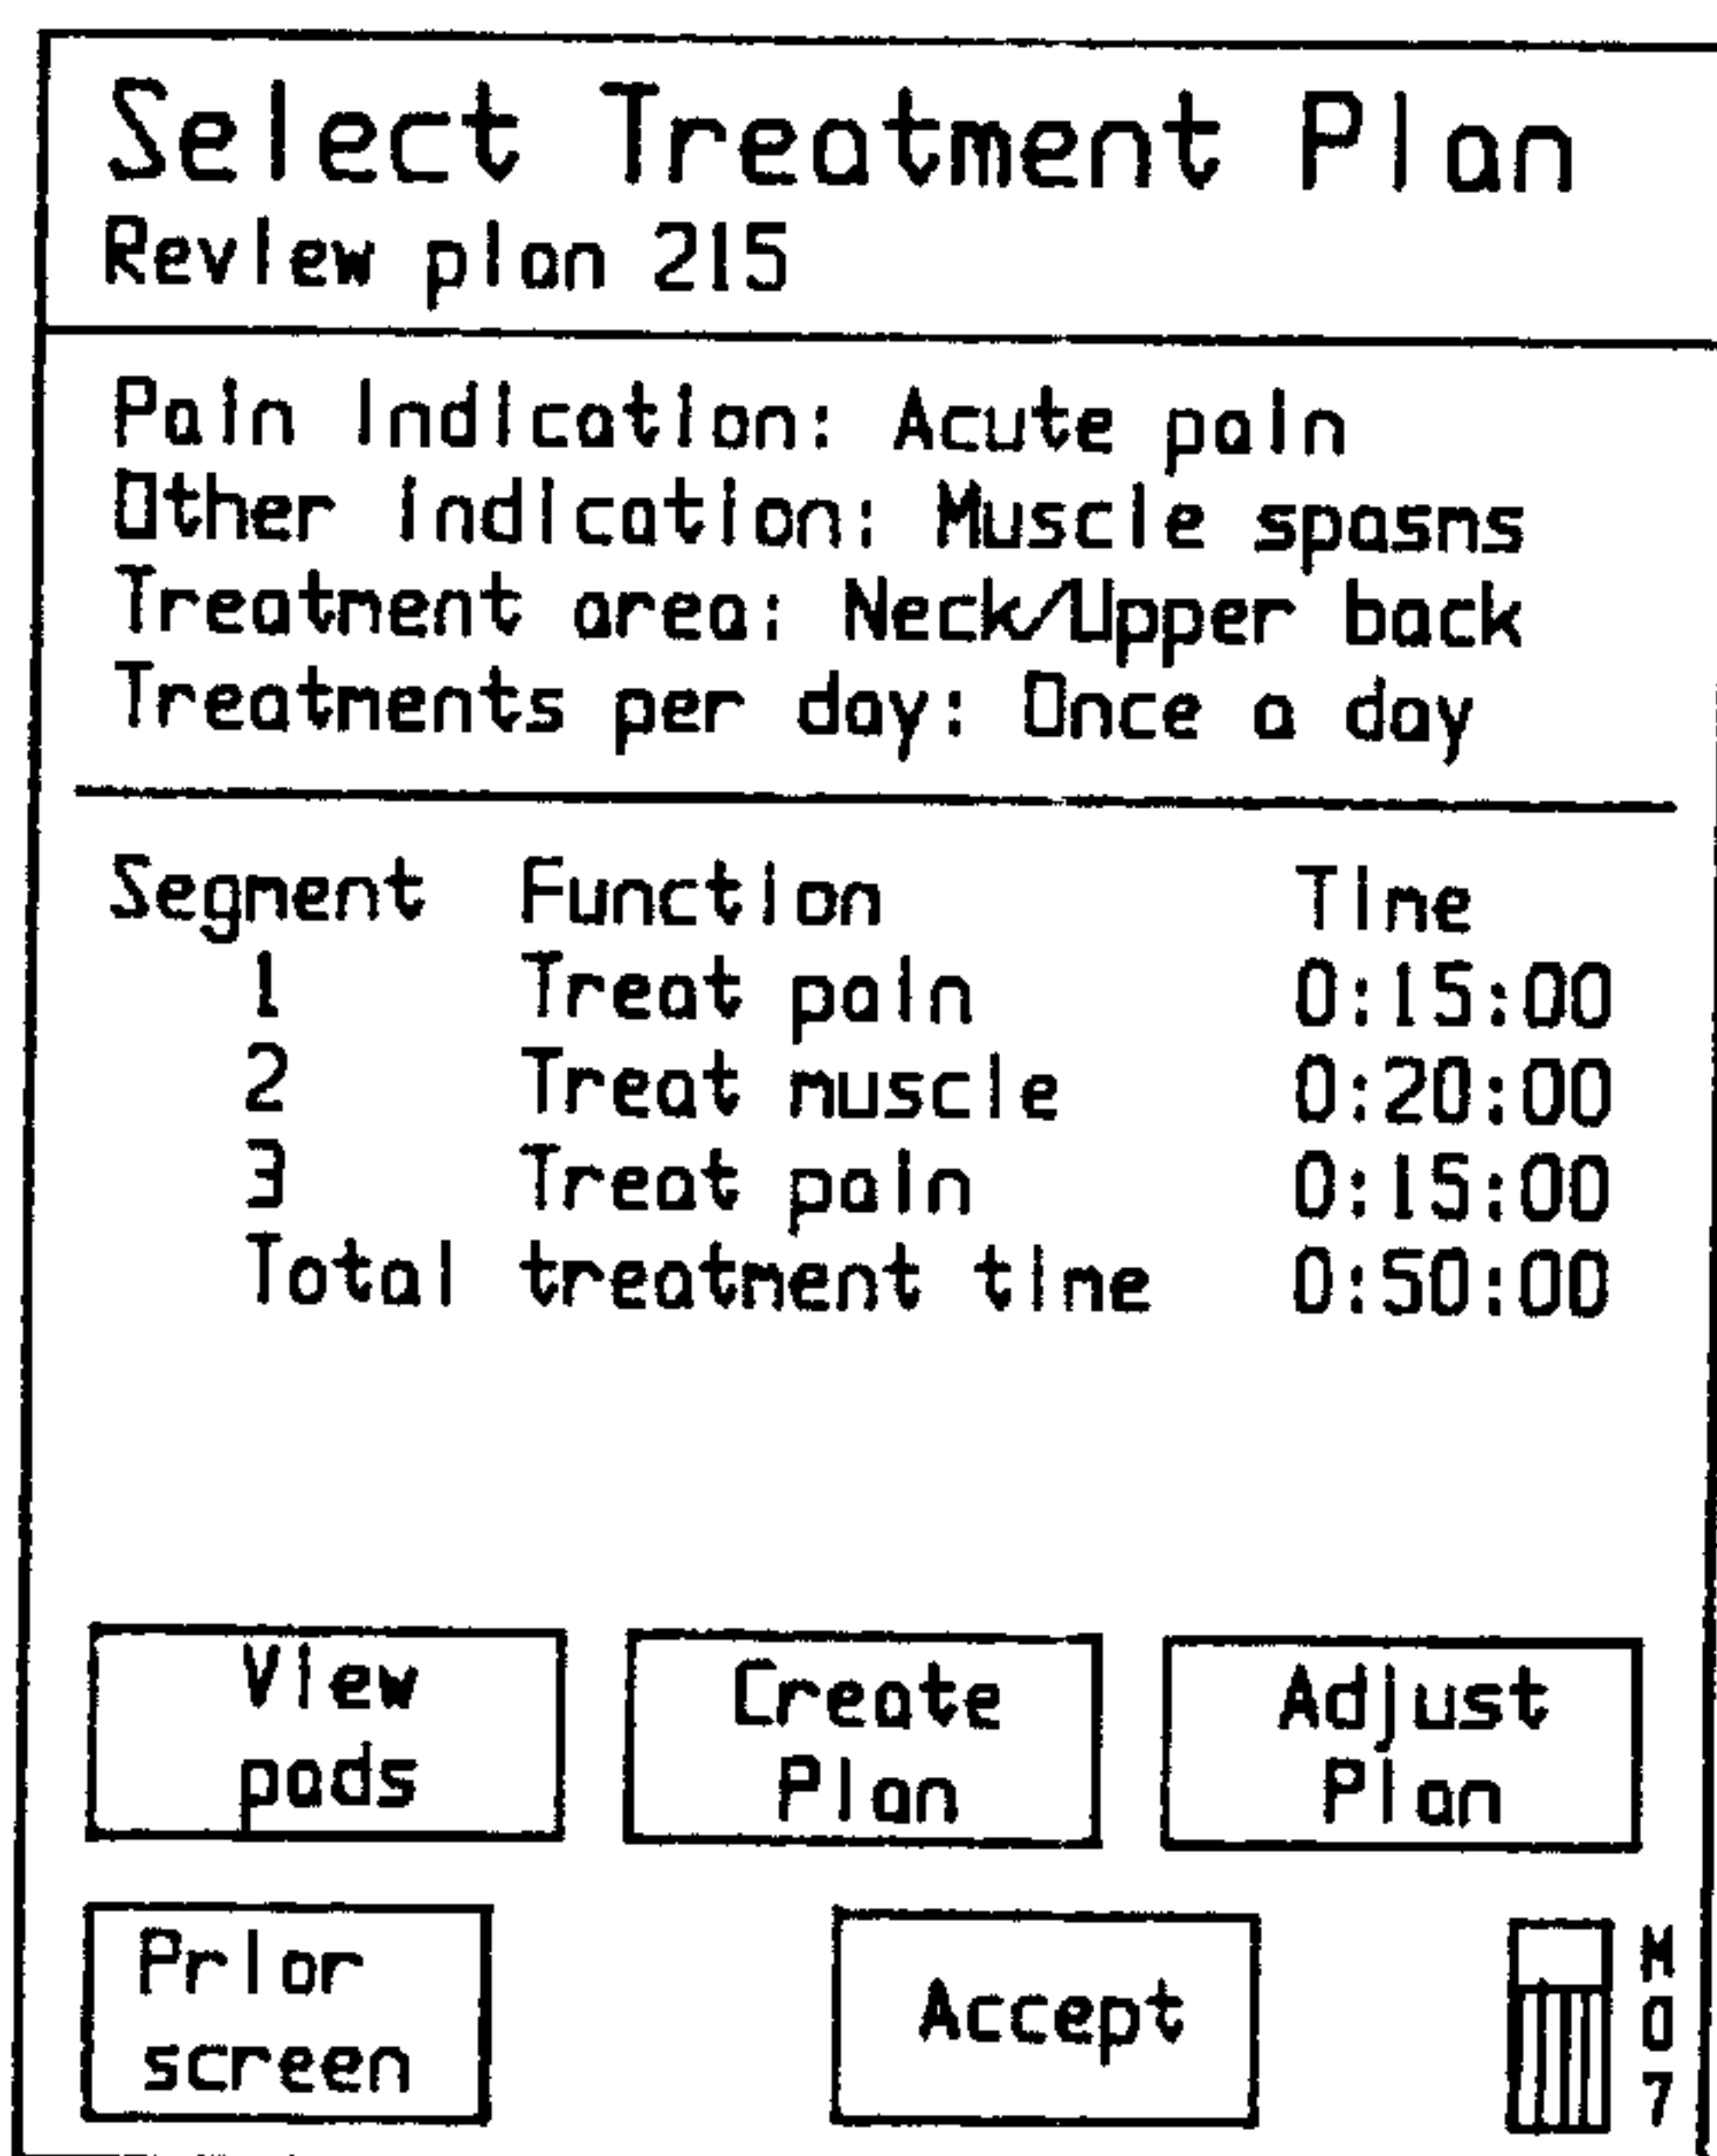 Select Treatment Plan
Review plan 215
Pain Indication: Acute pain
Other indication: Muscle spasms
Treatment area: Neck/Upper back
Treatments per day: Once a day
Segment Function Time
1 Treat pain 0:15:00
2 Treat muscle 0:20:00
3 Treat pain 0:15:00
Total treatment time 0:50:00
View pads
Create Plan
Adjust Plan
Prior screen
Accept
M07